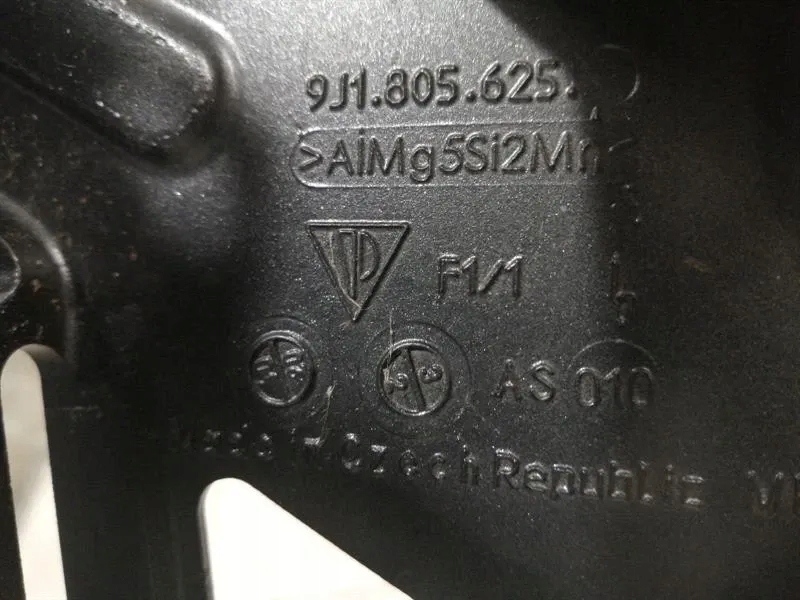 9J1.805.625.
>AlMg5Si2Mn
F1/1
AS 010
Made in Czech Republic